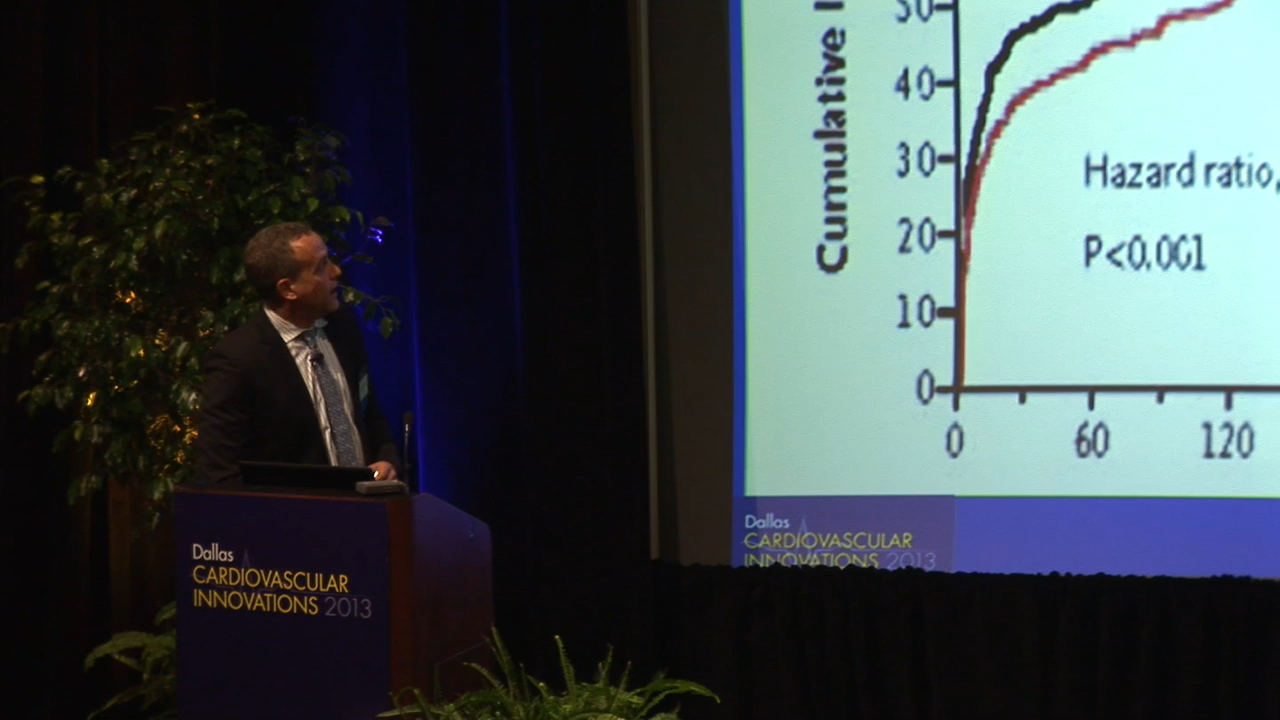 50
Cumulative
40
30
20
10
0
Hazard ratio,
P<0.001
0 60 120
Dallas
CARDIOVASCULAR
INNOVATIONS 2013
Dallas
CARDIOVASCULAR
INNOVATIONS 2013